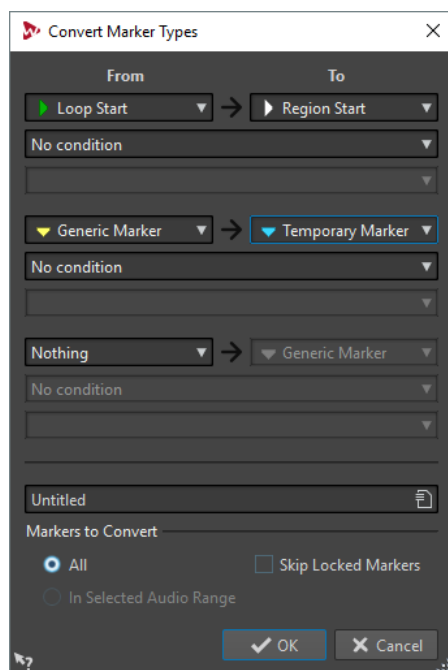 Convert Marker Types
From To
Loop Start Region Start
No condition
Generic Marker Temporary Marker
No condition
Nothing Generic Marker
No condition
Untitled
Markers to Convert
All Skip Locked Markers
In Selected Audio Range
OK Cancel